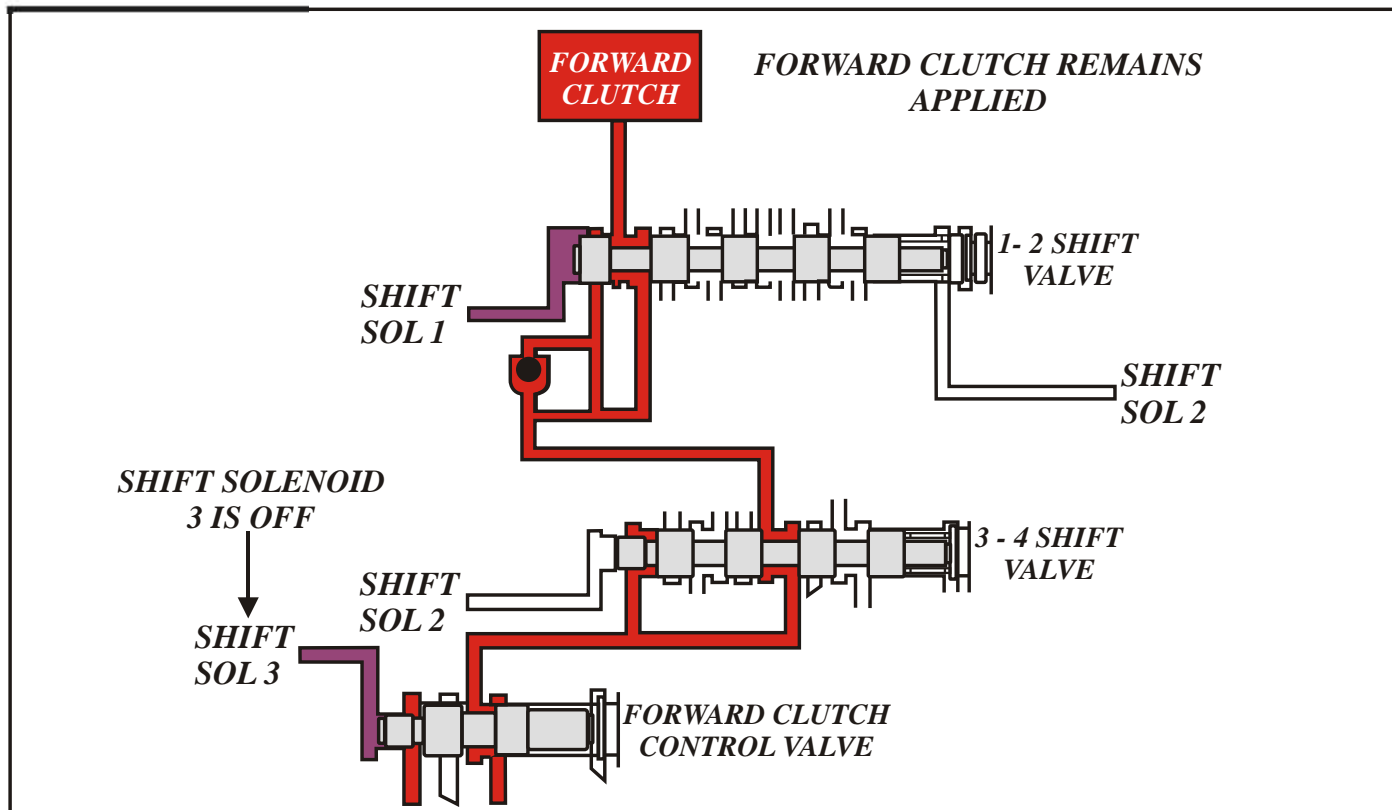 FORWARD
CLUTCH
FORWARD CLUTCH REMAINS
APPLIED
1- 2 SHIFT
VALVE
SHIFT
SOL 1
SHIFT
SOL 2
SHIFT SOLENOID
3 IS OFF
3 - 4 SHIFT
VALVE
SHIFT
SOL 2
SHIFT
SOL 3
FORWARD CLUTCH
CONTROL VALVE